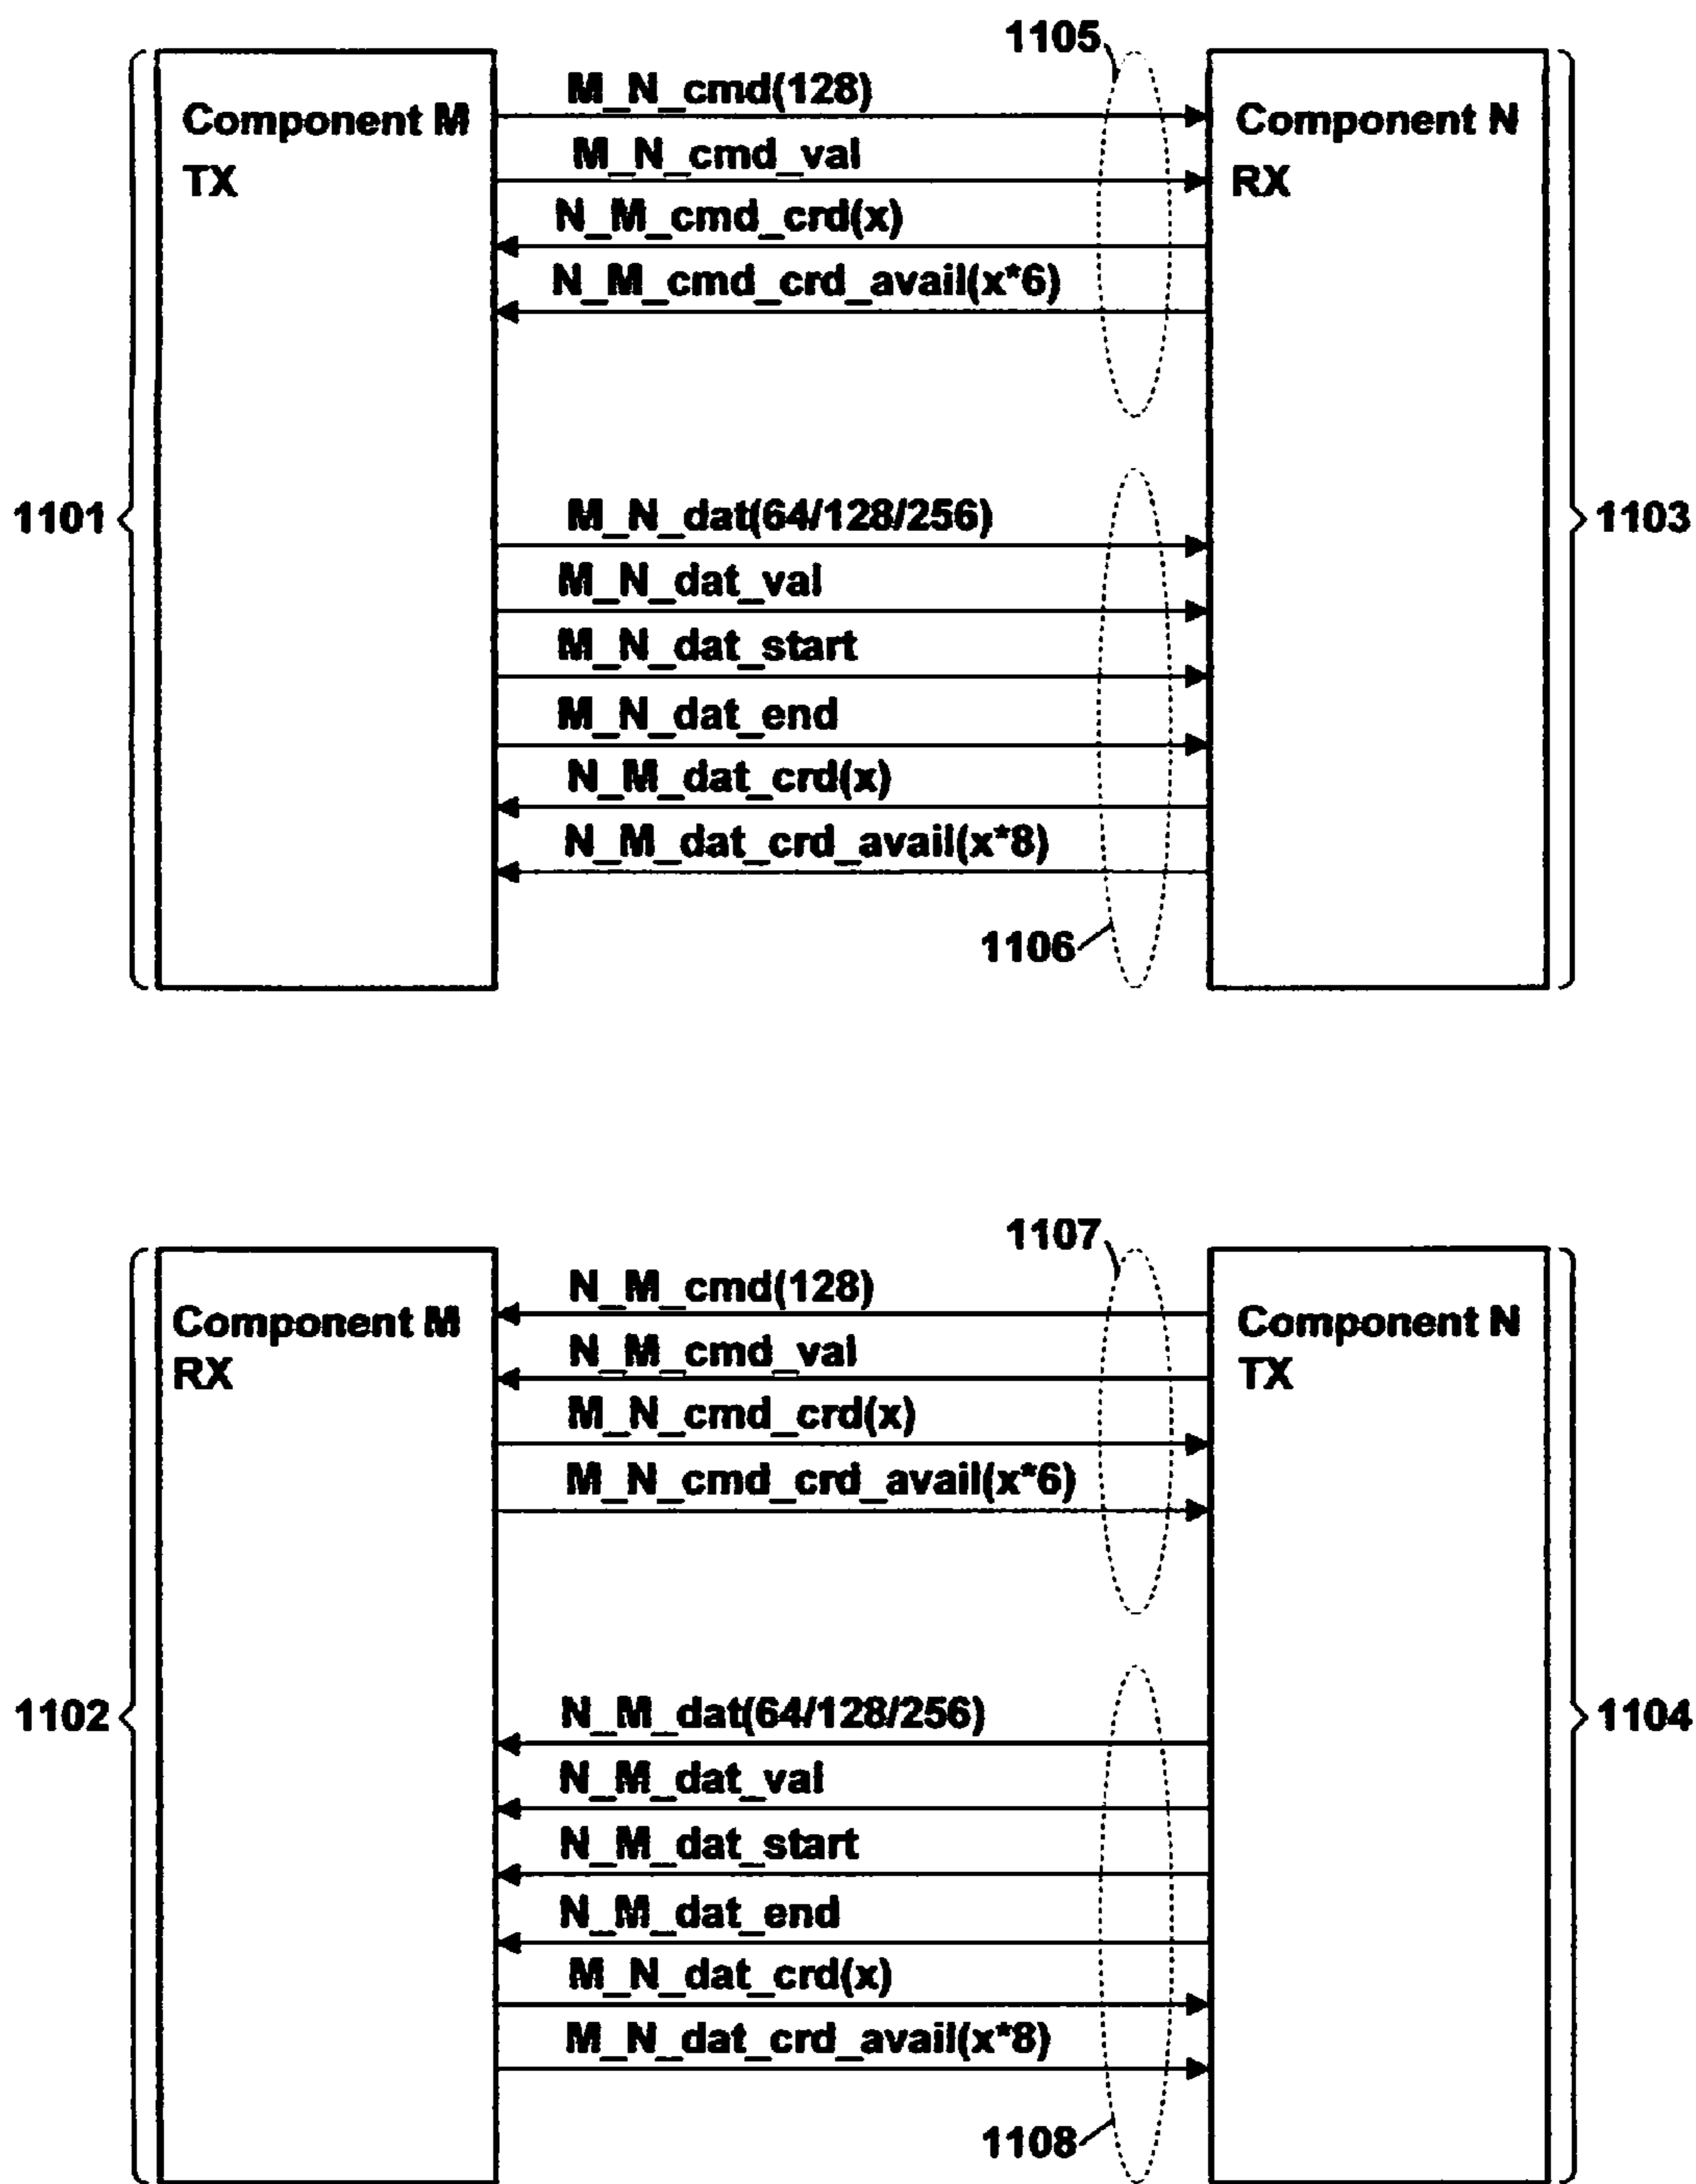 1105
M_N_cmd(128)
Component M
TX
Component N
RX
M_N_cmd_val
N_M_cmd_crd(x)
N_M_cmd_crd_avail(x*6)
1101
1103
M_N_dat(64/128/256)
M_N_dat_val
M_N_dat_start
M_N_dat_end
N_M_dat_crd(x)
N_M_dat_crd_avail(x*8)
1106
1107
N_M_cmd(128)
Component M
RX
Component N
TX
N_M_cmd_val
M_N_cmd_crd(x)
M_N_cmd_crd_avail(x*6)
1102
1104
N_M_dat(64/128/256)
N_M_dat_val
N_M_dat_start
N_M_dat_end
M_N_dat_crd(x)
M_N_dat_crd_avail(x*8)
1108